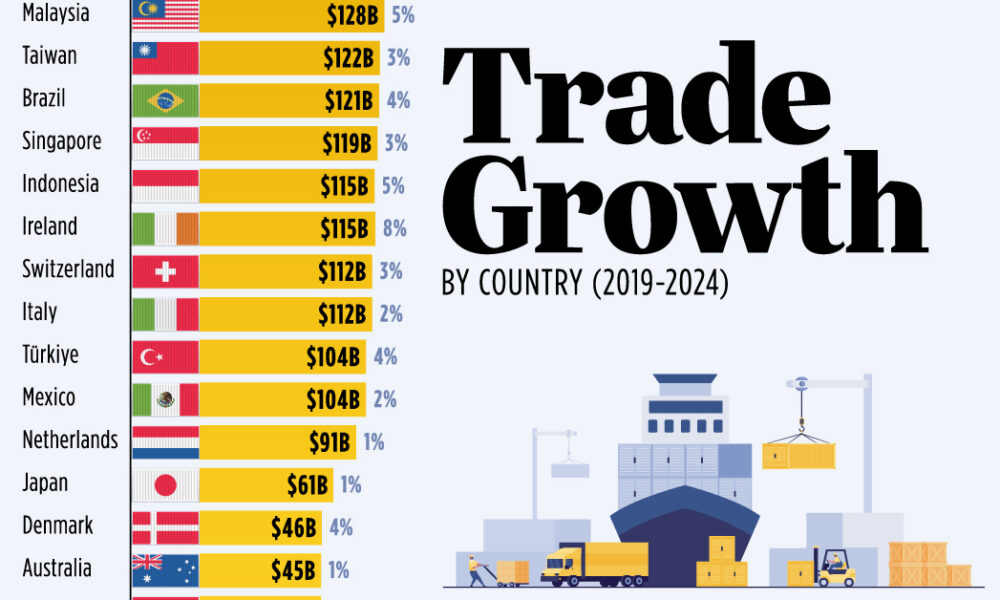 Malaysia $128B 5%
Taiwan $122B 3%
Brazil $121B 4%
Singapore $119B 3%
Indonesia $115B 5%
Ireland $115B 8%
Switzerland $112B 3%
Italy $112B 2%
Türkiye $104B 4%
Mexico $104B 2%
Netherlands $91B 1%
Japan $61B 1%
Denmark $46B 4%
Australia $45B 1%
Trade
Growth
BY COUNTRY (2019-2024)